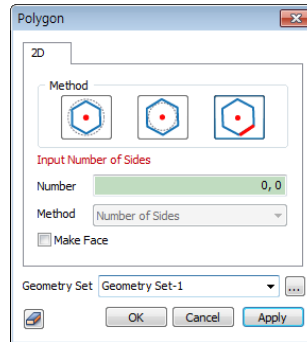 Polygon
2D
Method
Input Number of Sides
Number 0, 0
Method Number of Sides
Make Face
Geometry Set Geometry Set-1 ...
OK Cancel Apply